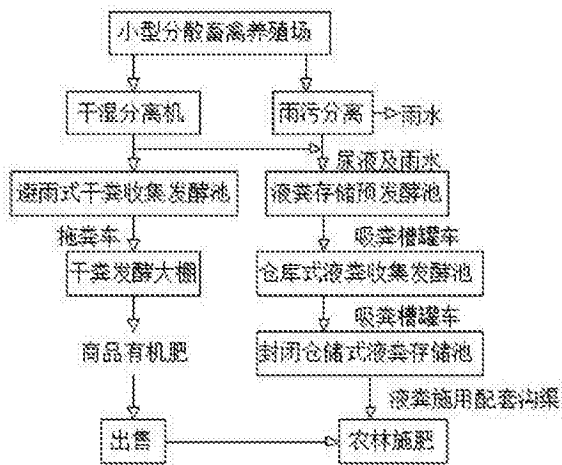 小型分散畜禽养殖场
干湿分离机
雨污分离
雨水
尿液及雨水
避雨式干粪收集发酵池
液粪存储预发酵池
拖粪车
吸粪槽罐车
干粪发酵大棚
仓库式液粪收集发酵池
吸粪槽罐车
商品有机肥
封闭仓储式液粪存储池
液粪施用配套沟渠
出售
农林施肥